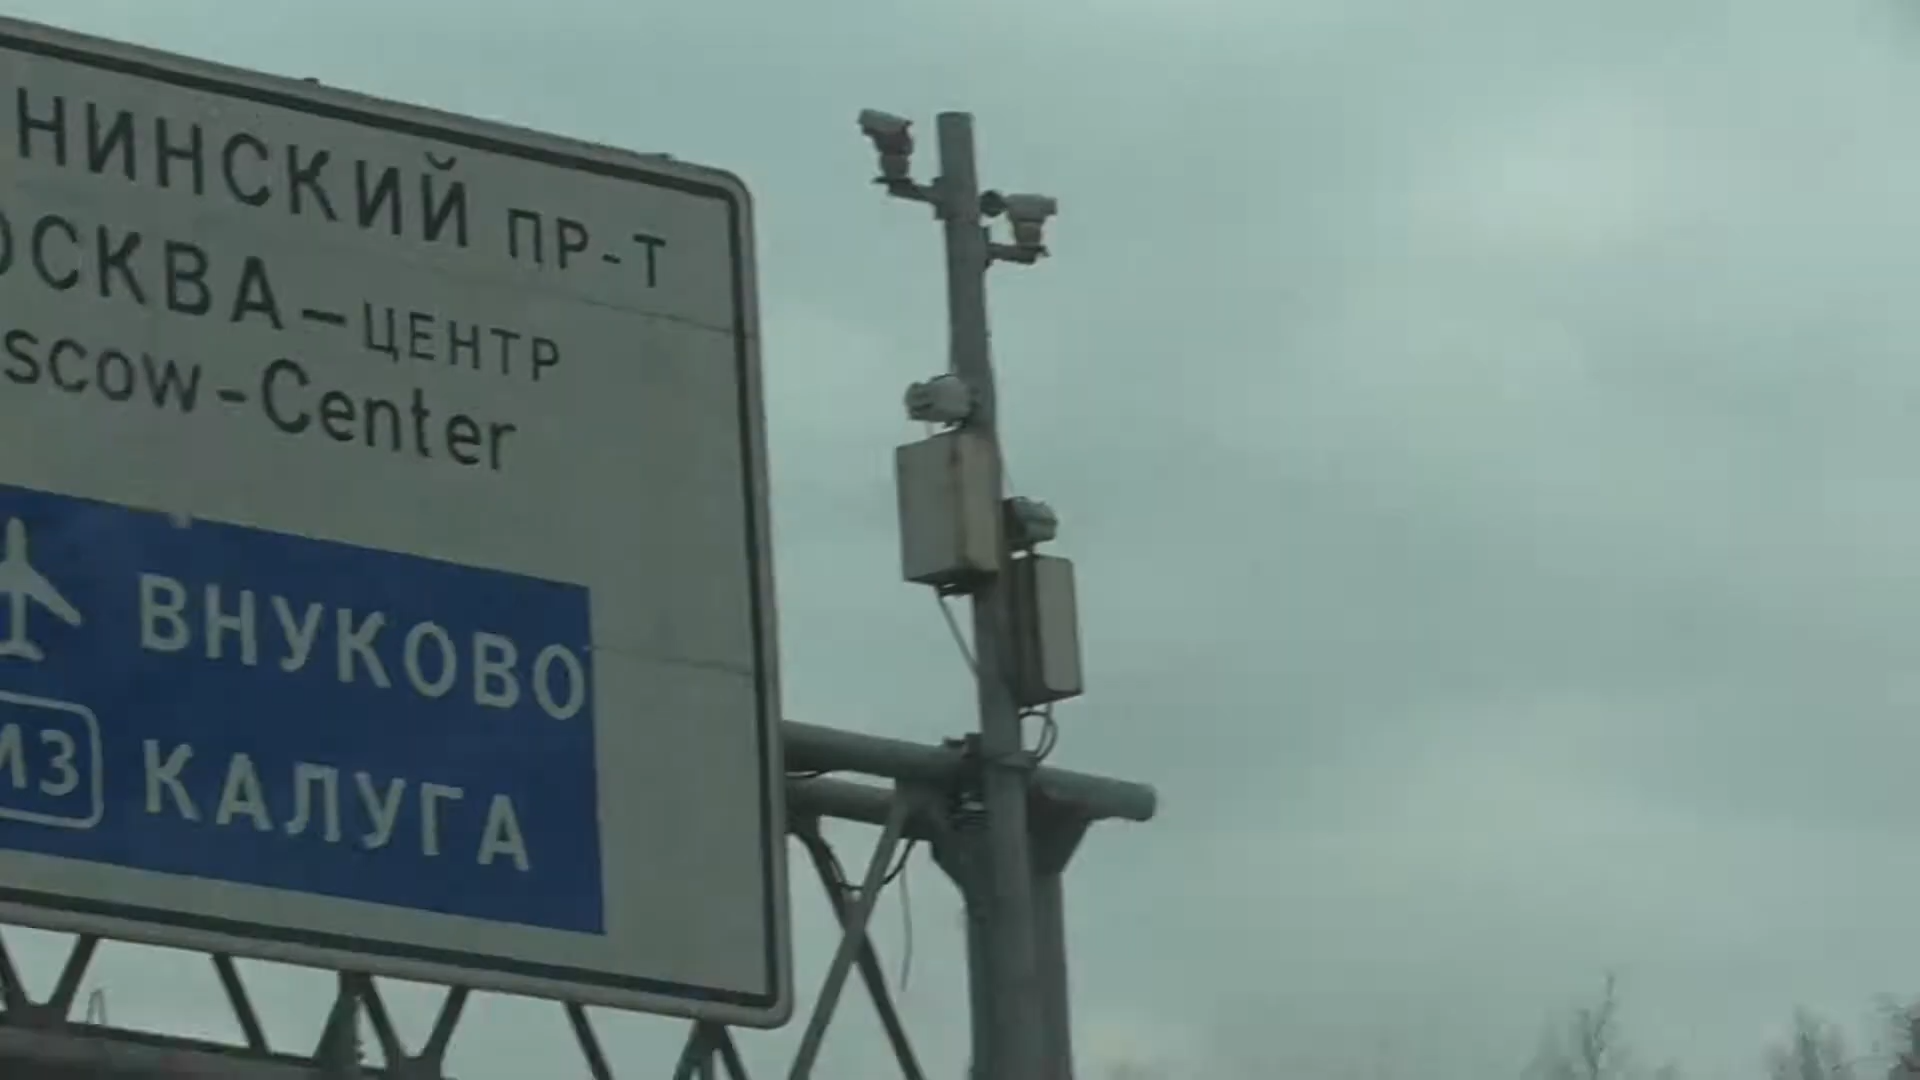 НИНСКИЙ ПР-Т
ОСКВА–ЦЕНТР
scow-Center
ВНУКОВО
М3 КАЛУГА